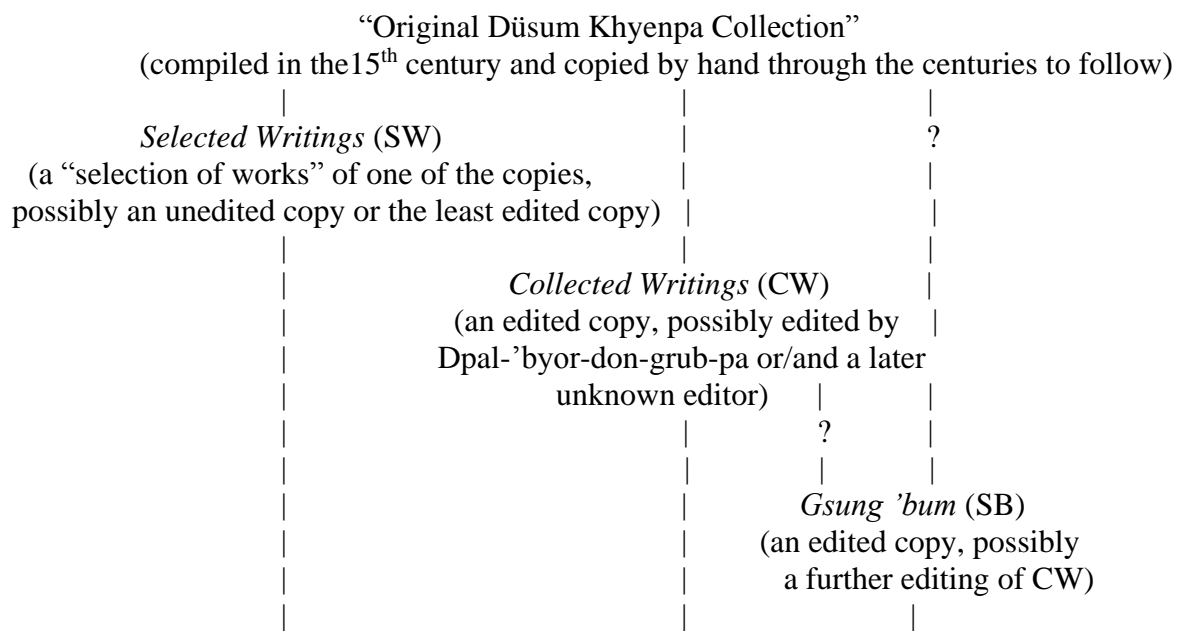 “Original Düsum Khyenpa Collection”
(compiled in the15th century and copied by hand through the centuries to follow)
| | |
Selected Writings (SW) | ?
(a “selection of works” of one of the copies, | |
possibly an unedited copy or the least edited copy) | |
| | |
| Collected Writings (CW) |
| (an edited copy, possibly edited by |
| Dpal-’byor-don-grub-pa or/and a later
| unknown editor) | |
| | ? |
| | | |
| | Gsung ’bum (SB)
| | (an edited copy, possibly
| | a further editing of CW)
| | |